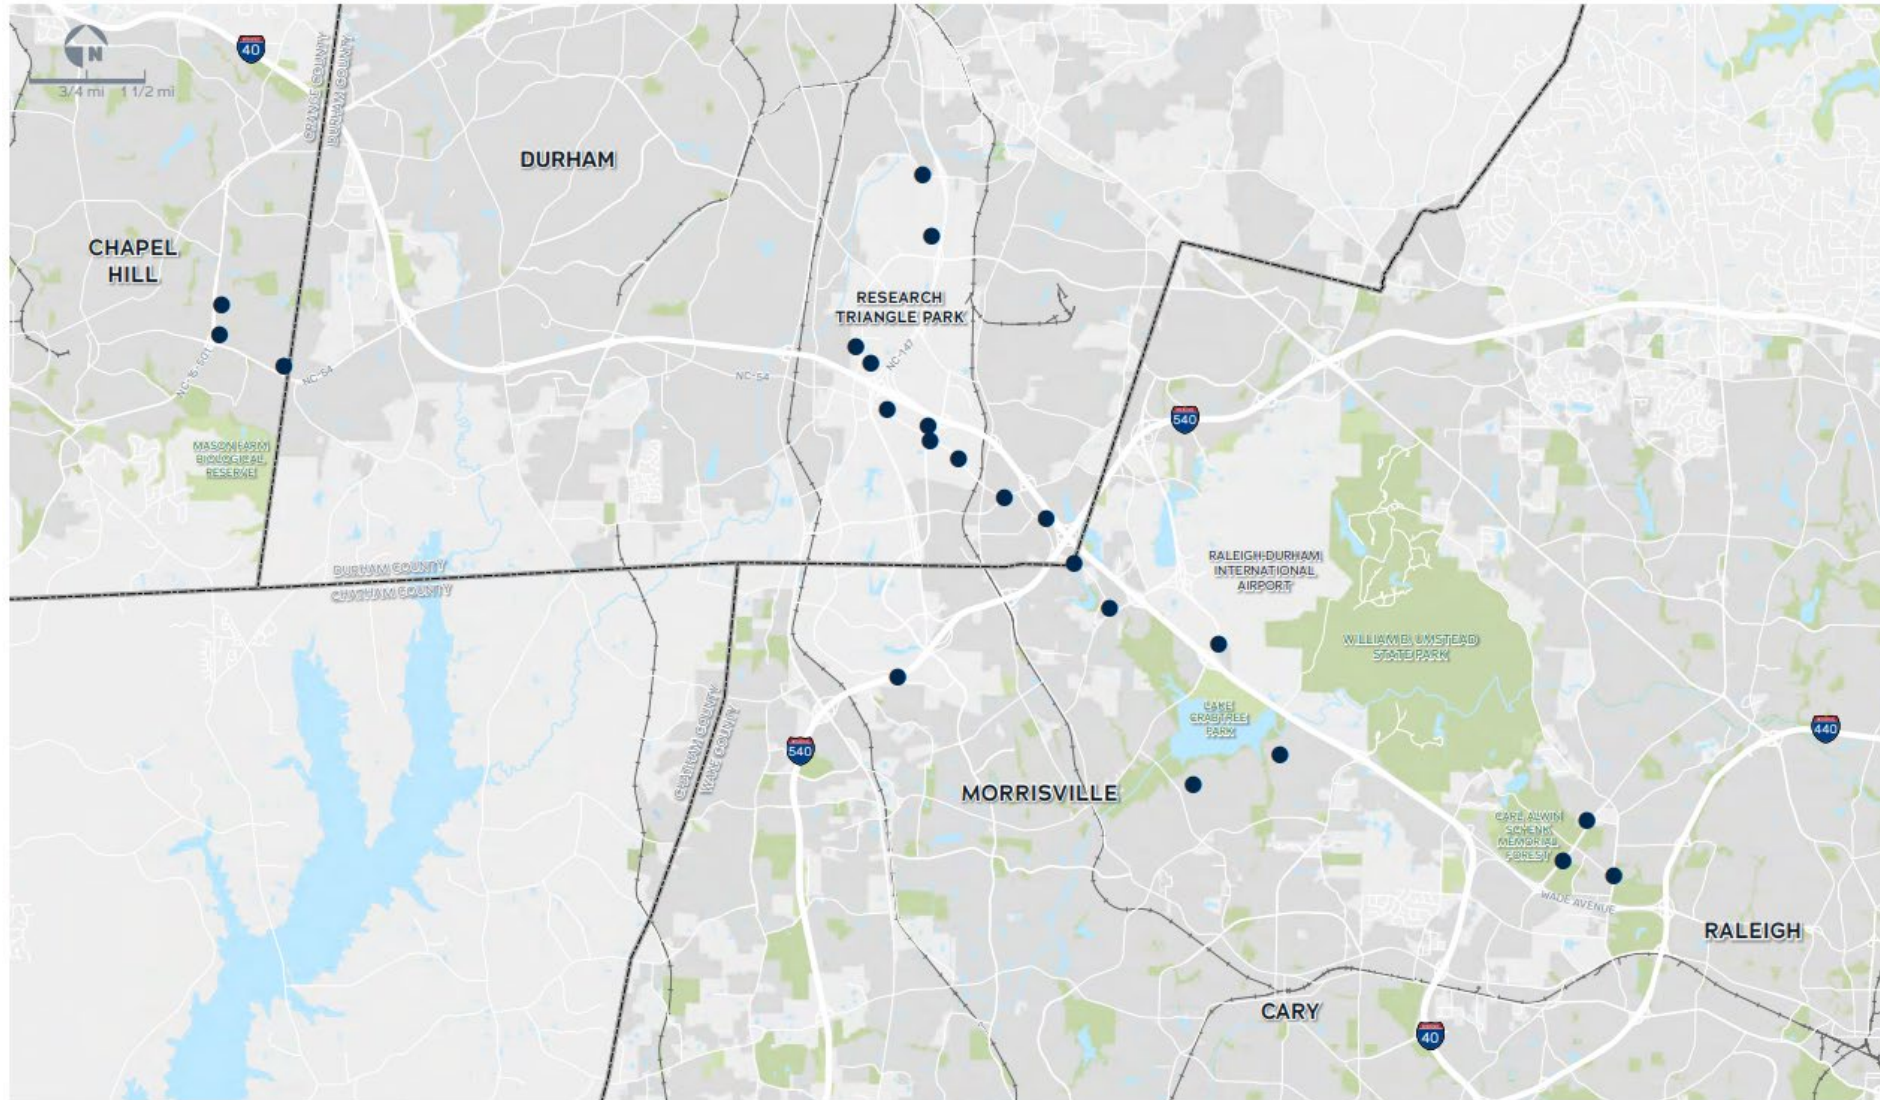 40
N
3/4 mi 1 1/2 mi
ORANGE COUNTY
DURHAM COUNTY
DURHAM
CHAPEL
HILL
RESEARCH
TRIANGLE PARK
NC-15-501
NC-54
NC-54
NC-147
540
MASON FARM
BIOLOGICAL
RESERVE
DURHAM COUNTY
CHATHAM COUNTY
RALEIGH-DURHAM
INTERNATIONAL
AIRPORT
WILLIAM B. UMSTEAD
STATE PARK
CHATHAM COUNTY
WAKE COUNTY
LAKE
CRABTREE
PARK
540
440
MORRISVILLE
CARL ALWIN
SCHENK
MEMORIAL
FOREST
WADE AVENUE
RALEIGH
CARY
40